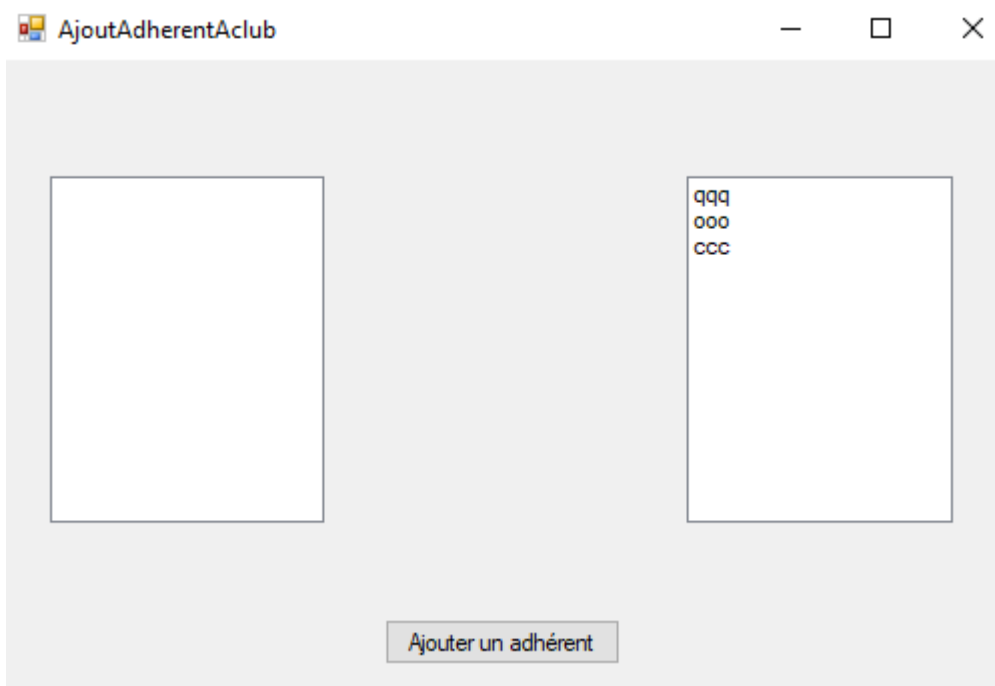 AjoutAdherentAclub
qqq
ooo
ccc
Ajouter un adhérent